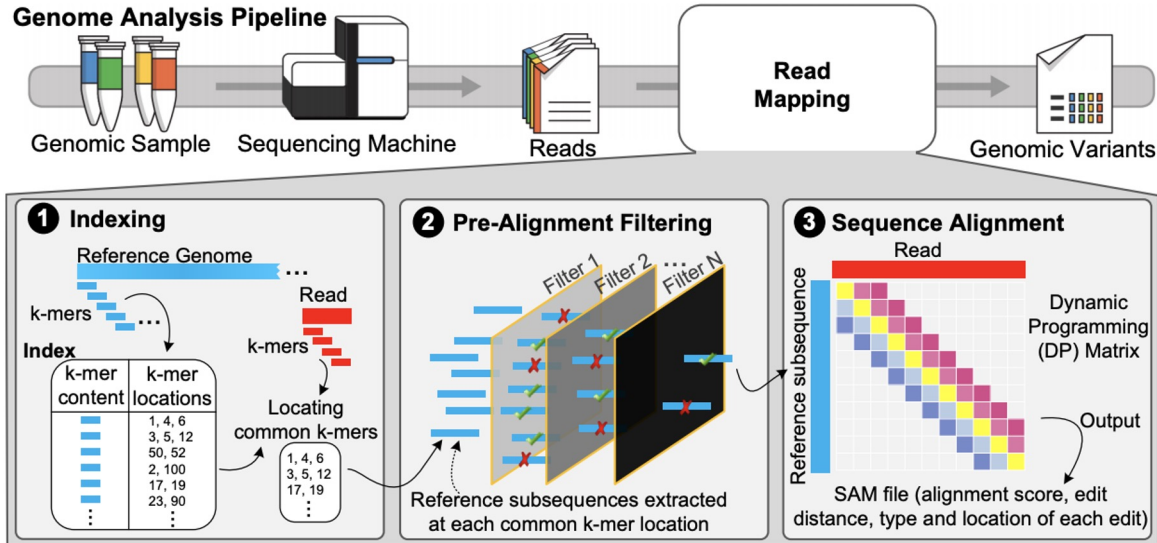 Genome Analysis Pipeline
Genomic Sample
Sequencing Machine
Reads
Read
Mapping
Genomic Variants
1 Indexing
Reference Genome
...
k-mers
...
Read
k-mers
Index
k-mer
content
k-mer
locations
1, 4, 6
3, 5, 12
50, 52
2, 100
17, 19
23, 90
⋮
⋮
Locating
common k-mers
1, 4, 6
3, 5, 12
17, 19
⋮
2 Pre-Alignment Filtering
Filter 1
Filter 2
...
Filter N
Reference subsequences extracted
at each common k-mer location
3 Sequence Alignment
Read
Reference subsequence
Dynamic
Programming
(DP) Matrix
Output
SAM file (alignment score, edit
distance, type and location of each edit)